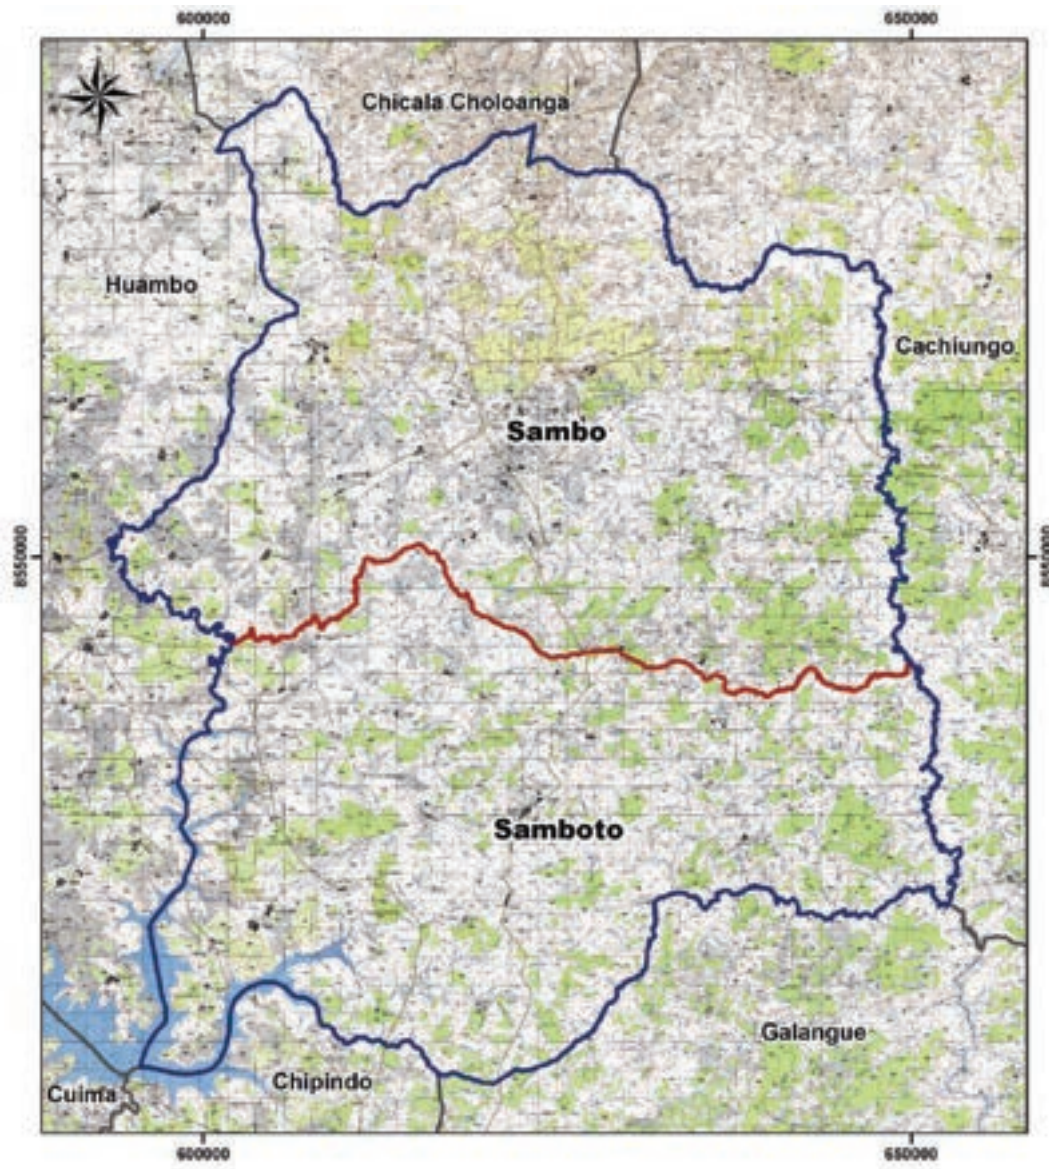 600000 650000
Chicala Choloanga
Huambo
Cachiungo
Sambo
8550000 8550000
Samboto
Galangue
Chipindo
Cuima
600000 650000